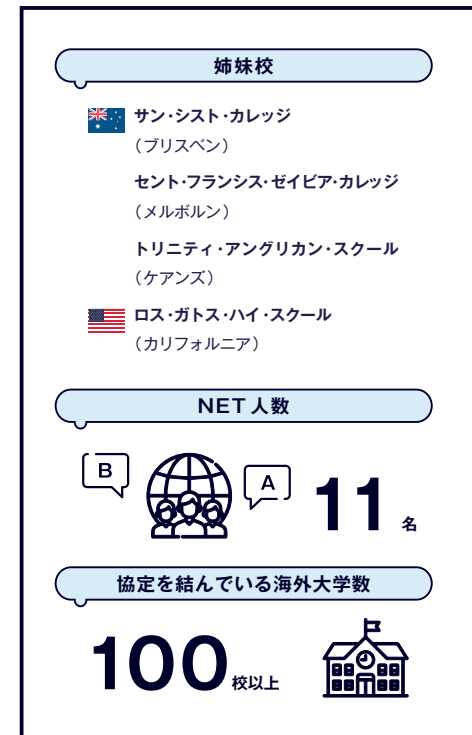 姉妹校
サン・シスト・カレッジ
（ブリスベン）
セント・フランシス・ゼイビア・カレッジ
（メルボルン）
トリニティ・アングリカン・スクール
（ケアンズ）
ロス・ガトス・ハイ・スクール
（カリフォルニア）
NET 人数
B
A
11名
協定を結んでいる海外大学数
100校以上